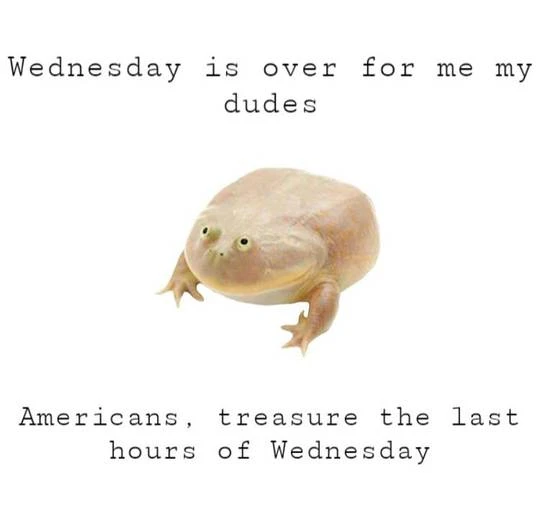 Wednesday is over for me my
dudes
Americans, treasure the last
hours of Wednesday